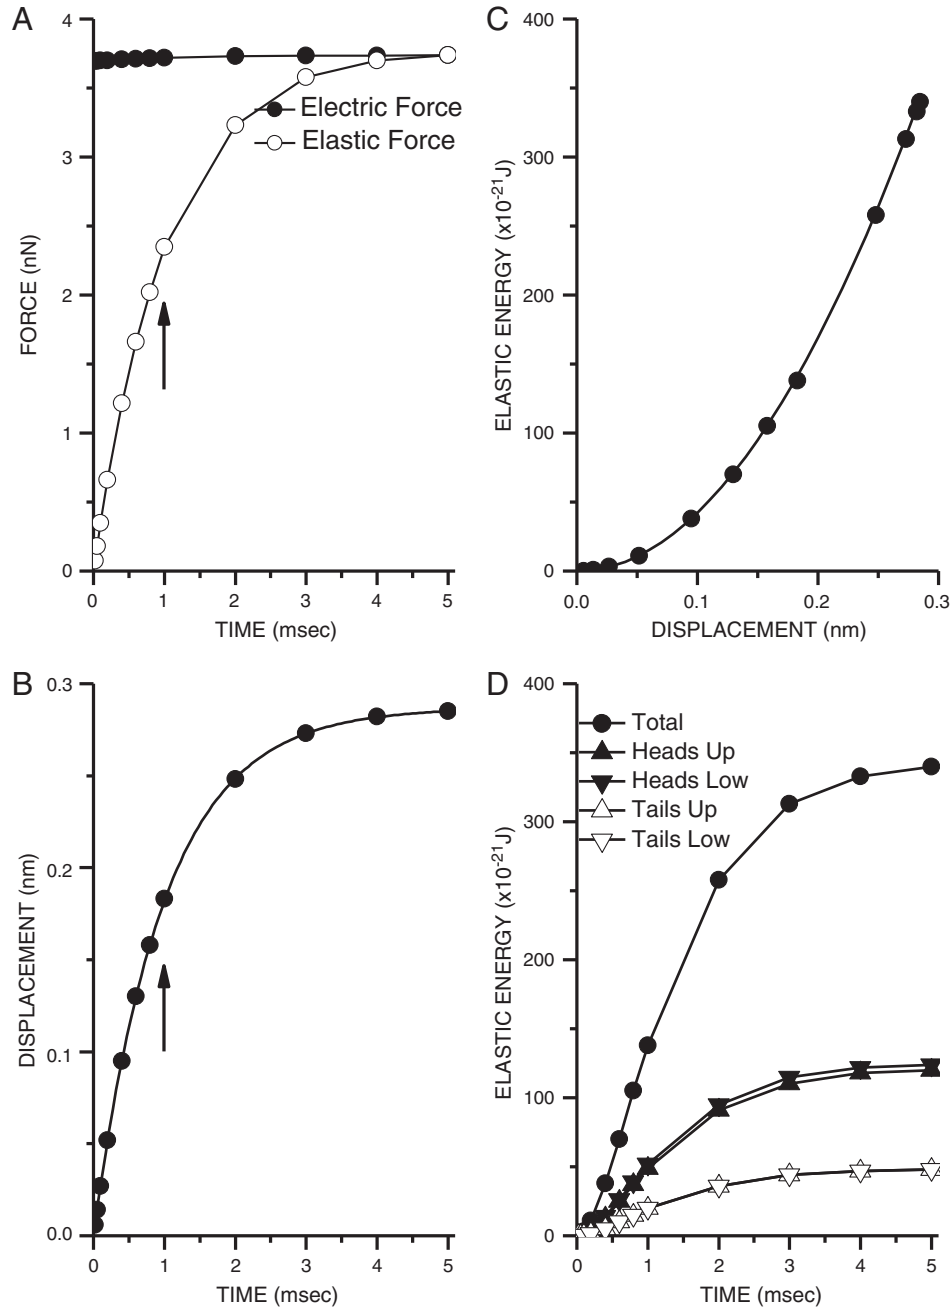 A
4
3
2
1
0
FORCE (nN)
Electric Force
Elastic Force
0 1 2 3 4 5
TIME (msec)
C
400
300
200
100
0
ELASTIC ENERGY (x10⁻²¹J)
0.0 0.1 0.2 0.3
DISPLACEMENT (nm)
B
0.3
0.2
0.1
0.0
DISPLACEMENT (nm)
0 1 2 3 4 5
TIME (msec)
D
400
300
200
100
0
ELASTIC ENERGY (x10⁻²¹J)
Total
Heads Up
Heads Low
Tails Up
Tails Low
0 1 2 3 4 5
TIME (msec)